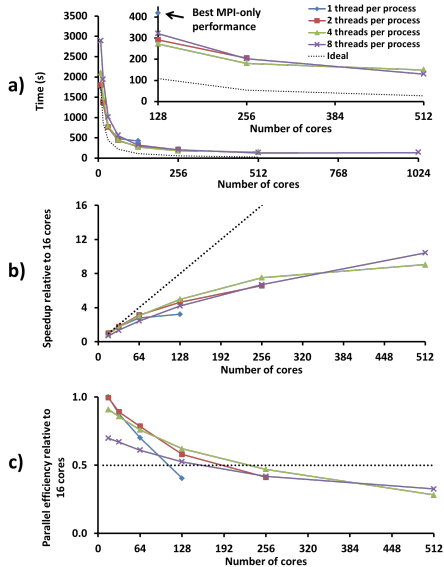 a)
Time (s)
3500
3000
2500
2000
1500
1000
500
0
0 256 512 768 1024
Number of cores
400
300
200
100
0
128 256 384 512
Number of cores
Best MPI-only
performance
1 thread per process
2 threads per process
4 threads per process
8 threads per process
Ideal
b)
Speedup relative to 16 cores
16
12
8
4
0
0 64 128 192 256 320 384 448 512
Number of cores
c)
Parallel efficiency relative to
16 cores
1.0
0.5
0.0
0 64 128 192 256 320 384 448 512
Number of cores